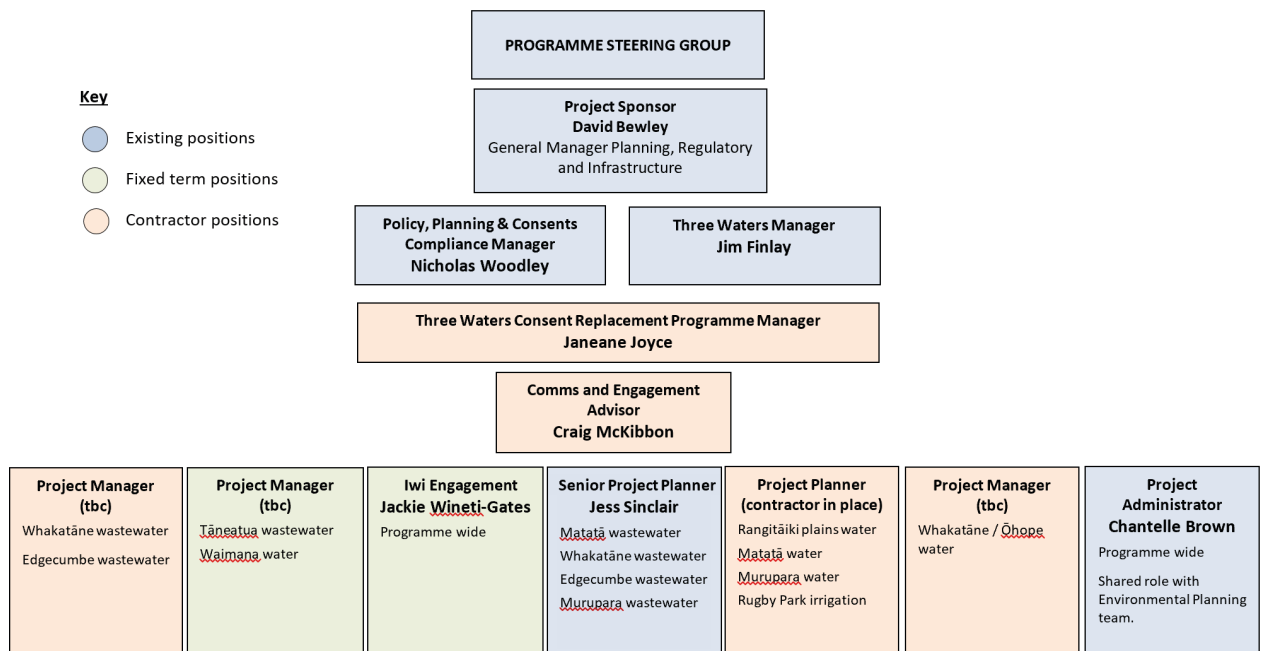 PROGRAMME STEERING GROUP
Key
Existing positions
Fixed term positions
Contractor positions
Project Sponsor
David Bewley
General Manager Planning, Regulatory
and Infrastructure
Policy, Planning & Consents
Compliance Manager
Nicholas Woodley
Three Waters Manager
Jim Finlay
Three Waters Consent Replacement Programme Manager
Janeane Joyce
Comms and Engagement
Advisor
Craig McKibbon
Project Manager
(tbc)
Whakatāne wastewater
Edgecumbe wastewater
Project Manager
(tbc)
Tāneatua wastewater
Waimana water
Iwi Engagement
Jackie Wineti-Gates
Programme wide
Senior Project Planner
Jess Sinclair
Matatā wastewater
Whakatāne wastewater
Edgecumbe wastewater
Murupara wastewater
Project Planner
(contractor in place)
Rangitāiki plains water
Matatā water
Murupara water
Rugby Park irrigation
Project Manager
(tbc)
Whakatāne / Ōhope
water
Project
Administrator
Chantelle Brown
Programme wide
Shared role with
Environmental Planning
team.